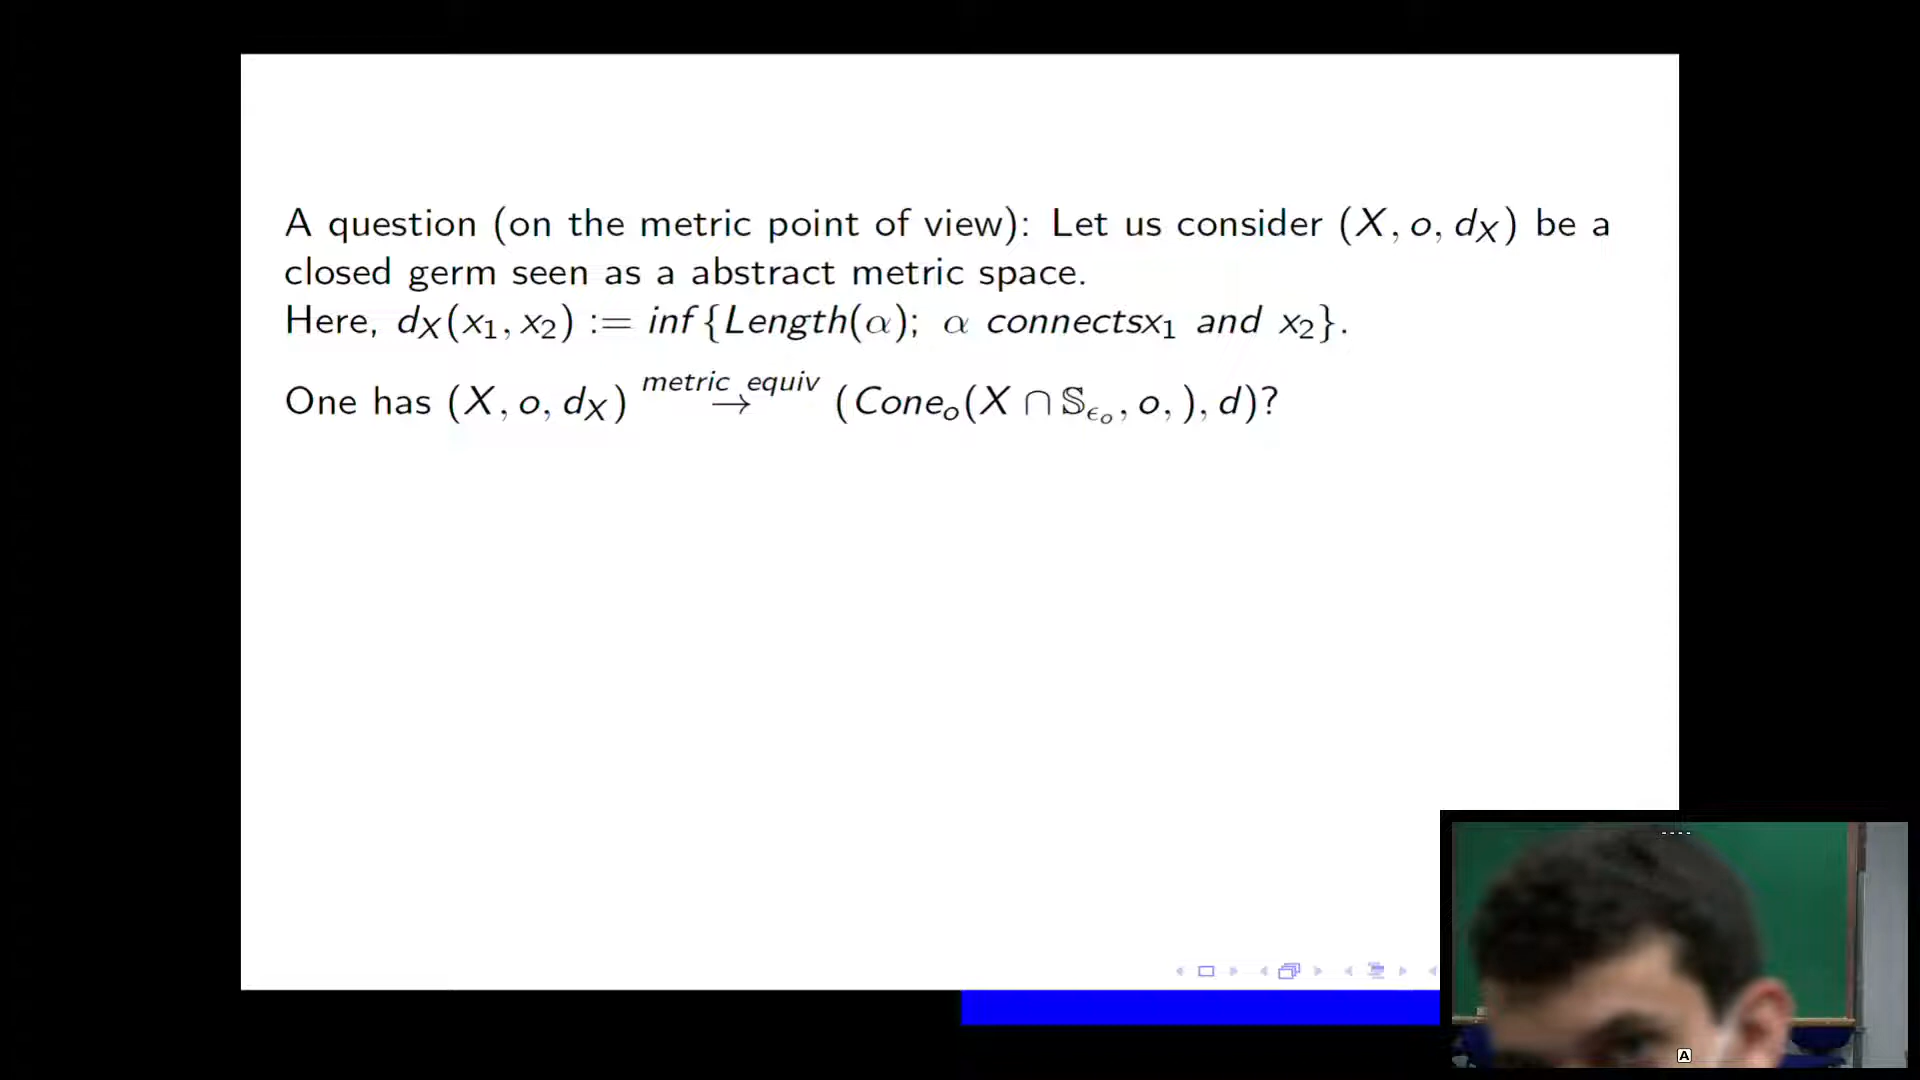 A question (on the metric point of view): Let us consider (X, o, d_X) be a
closed germ seen as a abstract metric space.
Here, d_X(x_1, x_2) := inf{Length(α); α connectsx_1 and x_2}.
One has (X, o, d_X) \overset{metric equiv}{→} (Cone_o(X ∩ 𝕊_{ϵ_o}, o, ), d)?
A